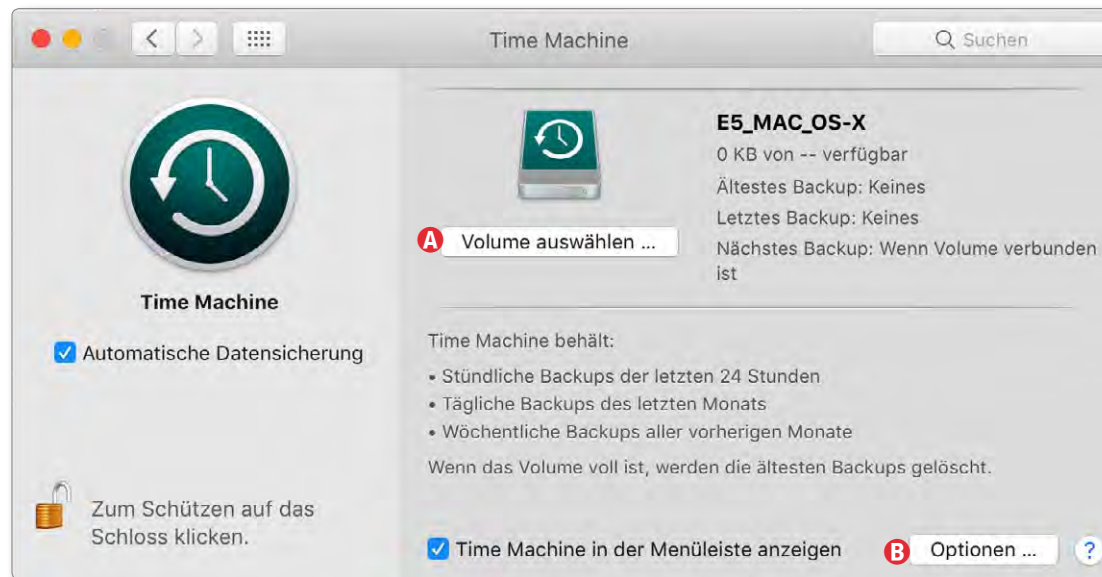 Time Machine
Suchen
Time Machine
Automatische Datensicherung
Zum Schützen auf das
Schloss klicken.
E5_MAC_OS-X
0 KB von -- verfügbar
Ältestes Backup: Keines
Letztes Backup: Keines
Nächstes Backup: Wenn Volume verbunden
ist
A Volume auswählen ...
Time Machine behält:
• Stündliche Backups der letzten 24 Stunden
• Tägliche Backups des letzten Monats
• Wöchentliche Backups aller vorherigen Monate
Wenn das Volume voll ist, werden die ältesten Backups gelöscht.
Time Machine in der Menüleiste anzeigen
B Optionen ... ?